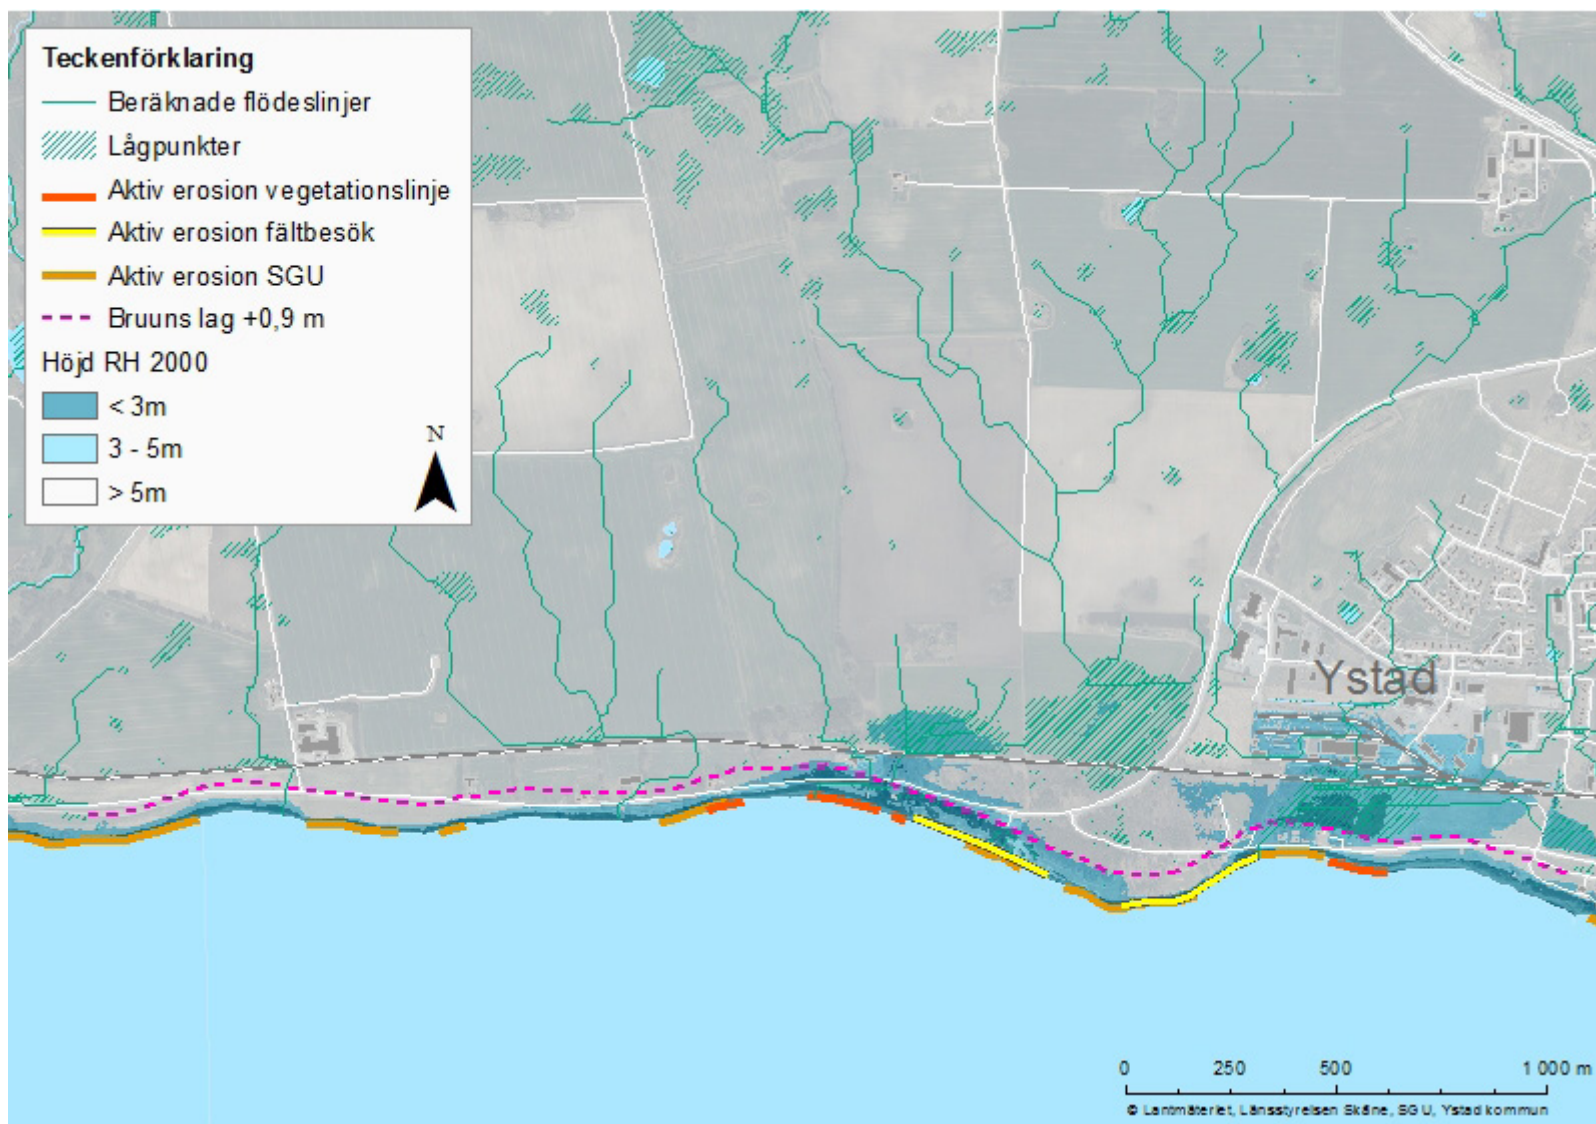 Teckenförklaring
Beräknade flödeslinjer
Lågpunkter
Aktiv erosion vegetationslinje
Aktiv erosion fältbesök
Aktiv erosion SGU
Bruuns lag +0,9 m
Höjd RH 2000
< 3m
3 - 5m
> 5m
N
Ystad
0 250 500 1 000 m
© Lantmäteriet, Länsstyrelsen Skåne, SGU, Ystad kommun